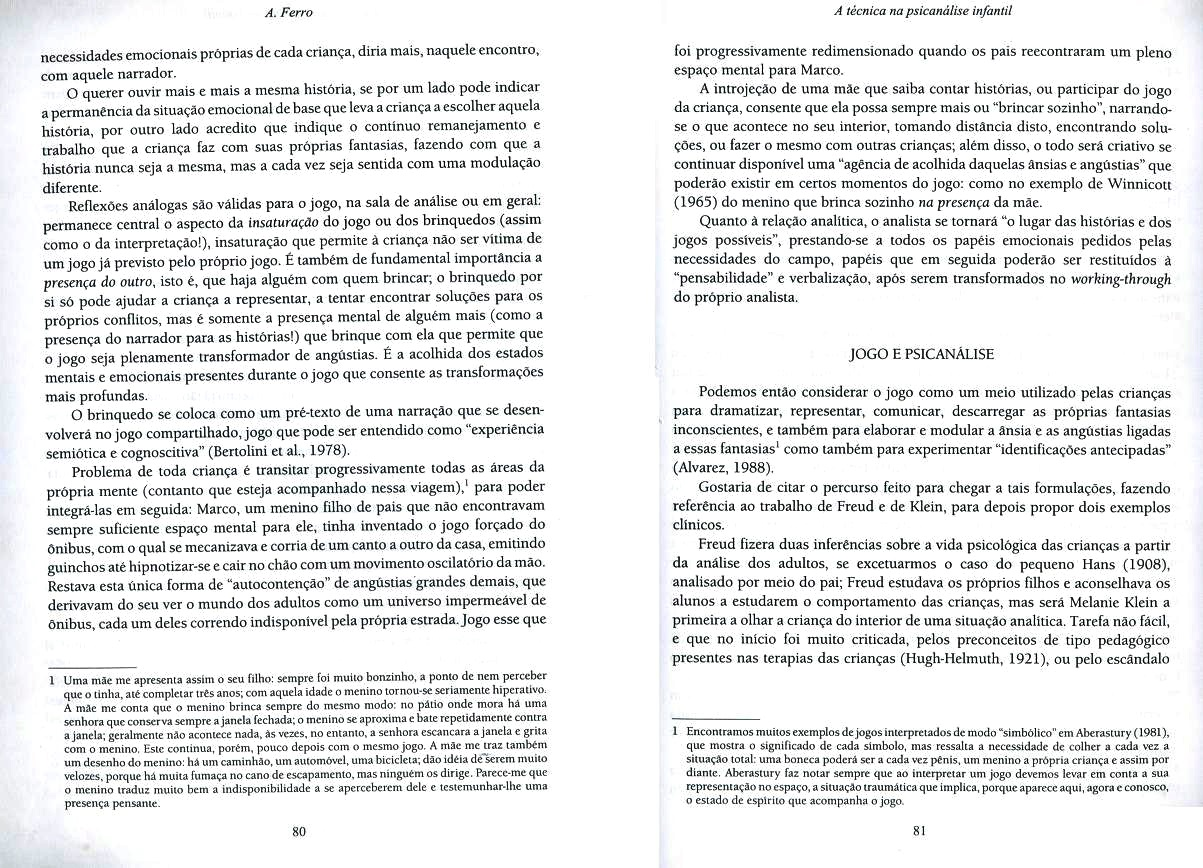 A. Ferro
necessidades emocionais próprias de cada criança, diria mais, naquele encontro,
com aquele narrador.
O querer ouvir mais e mais a mesma história, se por um lado pode indicar
a permanência da situação emocional de base que leva a criança a escolher aquela
história, por outro lado acredito que indique o contínuo remanejamento e
trabalho que a criança faz com suas próprias fantasias, fazendo com que a
história nunca seja a mesma, mas a cada vez seja sentida com uma modulação
diferente.
Reflexões análogas são válidas para o jogo, na sala de análise ou em geral:
permanece central o aspecto da insaturação do jogo ou dos brinquedos (assim
como o da interpretação!), insaturação que permite à criança não ser vítima de
um jogo já previsto pelo próprio jogo. É também de fundamental importância a
presença do outro, isto é, que haja alguém com quem brincar; o brinquedo por
si só pode ajudar a criança a representar, a tentar encontrar soluções para os
próprios conflitos, mas é somente a presença mental de alguém mais (como a
presença do narrador para as histórias!) que brinque com ela que permite que
o jogo seja plenamente transformador de angústias. É a acolhida dos estados
mentais e emocionais presentes durante o jogo que consente as transformações
mais profundas.
O brinquedo se coloca como um pré-texto de uma narração que se desen-
volverá no jogo compartilhado, jogo que pode ser entendido como “experiência
semiótica e cognoscitiva” (Bertolini et al., 1978).
Problema de toda criança é transitar progressivamente todas as áreas da
própria mente (contanto que esteja acompanhado nessa viagem),1 para poder
integrá-las em seguida: Marco, um menino filho de pais que não encontravam
sempre suficiente espaço mental para ele, tinha inventado o jogo forçado do
ônibus, com o qual se mecanizava e corria de um canto a outro da casa, emitindo
guinchos até hipnotizar-se e cair no chão com um movimento oscilatório da mão.
Restava esta única forma de “autocontenção” de angústias grandes demais, que
derivavam do seu ver o mundo dos adultos como um universo impermeável de
ônibus, cada um deles correndo indisponível pela própria estrada. Jogo esse que
1 Uma mãe me apresenta assim o seu filho: sempre foi muito bonzinho, a ponto de nem perceber
que o tinha, até completar três anos; com aquela idade o menino tornou-se seriamente hiperativo.
A mãe me conta que o menino brinca sempre do mesmo modo: no pátio onde mora há uma
senhora que conserva sempre a janela fechada; o menino se aproxima e bate repetidamente contra
a janela; geralmente não acontece nada, às vezes, no entanto, a senhora escancara a janela e grita
com o menino. Este continua, porém, pouco depois com o mesmo jogo. A mãe me traz também
um desenho do menino: há um caminhão, um automóvel, uma bicicleta; dão idéia de serem muito
velozes, porque há muita fumaça no cano de escapamento, mas ninguém os dirige. Parece-me que
o menino traduz muito bem a indisponibilidade a se aperceberem dele e testemunhar-lhe uma
presença pensante.
80
A técnica na psicanálise infantil
foi progressivamente redimensionado quando os pais reecontraram um pleno
espaço mental para Marco.
A introjeção de uma mãe que saiba contar histórias, ou participar do jogo
da criança, consente que ela possa sempre mais ou “brincar sozinho”, narrando-
se o que acontece no seu interior, tomando distância disto, encontrando solu-
ções, ou fazer o mesmo com outras crianças; além disso, o todo será criativo se
continuar disponível uma “agência de acolhida daquelas ânsias e angústias” que
poderão existir em certos momentos do jogo: como no exemplo de Winnicott
(1965) do menino que brinca sozinho na presença da mãe.
Quanto à relação analítica, o analista se tornará “o lugar das histórias e dos
jogos possíveis”, prestando-se a todos os papéis emocionais pedidos pelas
necessidades do campo, papéis que em seguida poderão ser restituídos à
“pensabilidade” e verbalização, após serem transformados no working-through
do próprio analista.
JOGO E PSICANÁLISE
Podemos então considerar o jogo como um meio utilizado pelas crianças
para dramatizar, representar, comunicar, descarregar as próprias fantasias
inconscientes, e também para elaborar e modular a ânsia e as angústias ligadas
a essas fantasias1 como também para experimentar “identificações antecipadas”
(Alvarez, 1988).
Gostaria de citar o percurso feito para chegar a tais formulações, fazendo
referência ao trabalho de Freud e de Klein, para depois propor dois exemplos
clínicos.
Freud fizera duas inferências sobre a vida psicológica das crianças a partir
da análise dos adultos, se excetuarmos o caso do pequeno Hans (1908),
analisado por meio do pai; Freud estudava os próprios filhos e aconselhava os
alunos a estudarem o comportamento das crianças, mas será Melanie Klein a
primeira a olhar a criança do interior de uma situação analítica. Tarefa não fácil,
e que no início foi muito criticada, pelos preconceitos de tipo pedagógico
presentes nas terapias das crianças (Hugh-Helmuth, 1921), ou pelo escândalo
1 Encontramos muitos exemplos de jogos interpretados de modo “simbólico” em Aberastury (1981),
que mostra o significado de cada símbolo, mas ressalta a necessidade de colher a cada vez a
situação total: uma boneca poderá ser a cada vez pênis, um menino a própria criança e assim por
diante. Aberastury faz notar sempre que ao interpretar um jogo devemos levar em conta a sua
representação no espaço, a situação traumática que implica, porque aparece aqui, agora e conosco,
o estado de espírito que acompanha o jogo.
81